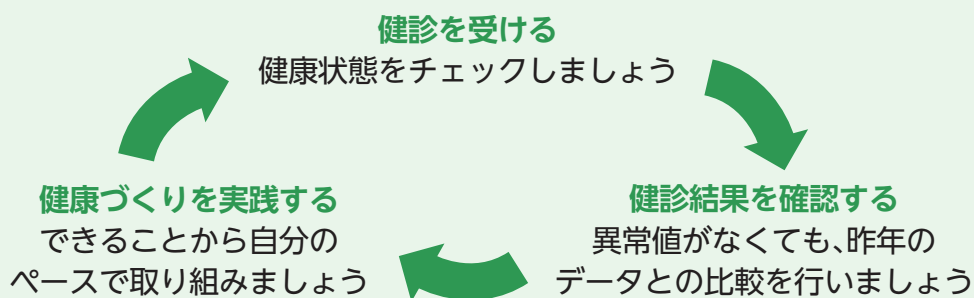 健診を受ける
健康状態をチェックしましょう
健診結果を確認する
異常値がなくても、昨年の
データとの比較を行いましょう
健康づくりを実践する
できることから自分の
ペースで取り組みましょう